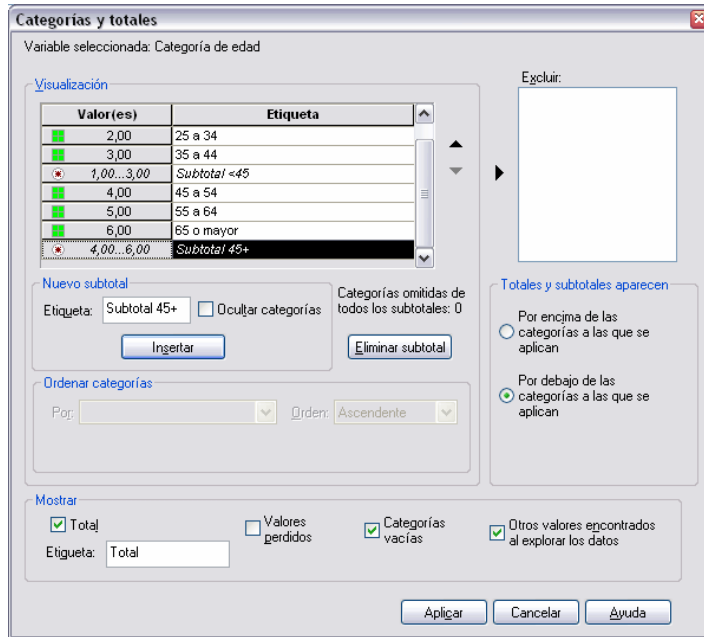 Categorías y totales
Variable seleccionada: Categoría de edad
Visualización
Valor(es) Etiqueta
2,00 25 a 34
3,00 35 a 44
1,00...3,00 Subtotal <45
4,00 45 a 54
5,00 55 a 64
6,00 65 o mayor
4,00...6,00 Subtotal 45+
Excluir:
Nuevo subtotal
Etiqueta: Subtotal 45+ Ocultar categorías
Insertar
Categorías omitidas de
todos los subtotales: 0
Eliminar subtotal
Totales y subtotales aparecen
Por encima de las
categorías a las que se
aplican
Por debajo de las
categorías a las que se
aplican
Ordenar categorías
Por: Orden: Ascendente
Mostrar
Total
Etiqueta: Total
Valores
perdidos
Categorías
vacías
Otros valores encontrados
al explorar los datos
Aplicar Cancelar Ayuda